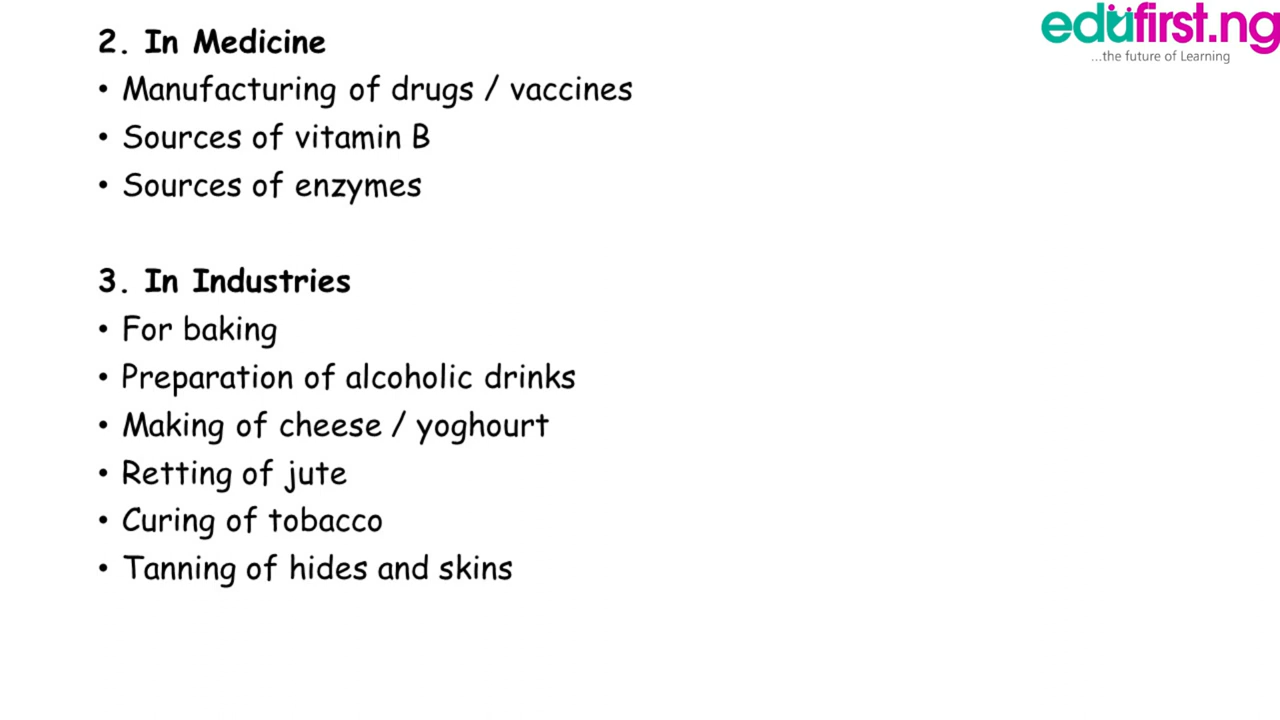 edufirst.ng
...the future of Learning
2. In Medicine
• Manufacturing of drugs / vaccines
• Sources of vitamin B
• Sources of enzymes
3. In Industries
• For baking
• Preparation of alcoholic drinks
• Making of cheese / yoghourt
• Retting of jute
• Curing of tobacco
• Tanning of hides and skins